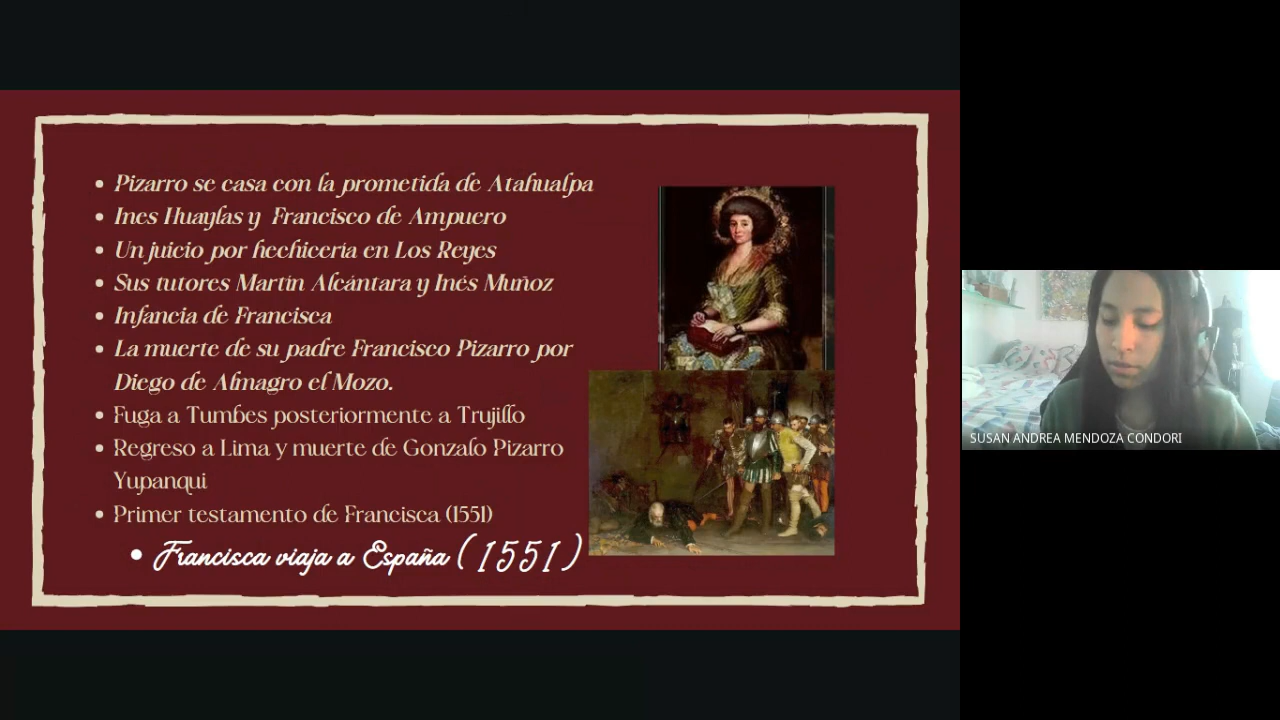 • Pizarro se casa con la prometida de Atahualpa
• Ines Huaylas y Francisco de Ampuero
• Un juicio por hechicería en Los Reyes
• Sus tutores Martín Alcántara y Inés Muñoz
• Infancia de Francisca
• La muerte de su padre Francisco Pizarro por
Diego de Almagro el Mozo.
• Fuga a Tumbes posteriormente a Trujillo
• Regreso a Lima y muerte de Gonzalo Pizarro
Yupanqui
• Primer testamento de Francisca (1551)
• Francisca viaja a España (1551)
SUSAN ANDREA MENDOZA CONDORI